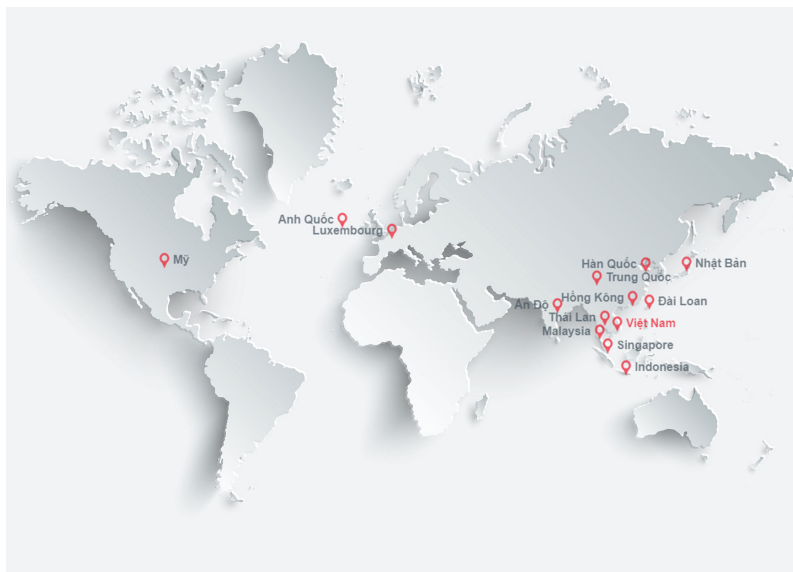 Anh Quốc
Luxembourg
Mỹ
Hàn Quốc
Nhật Bản
Trung Quốc
Ấn Độ
Hồng Kông
Đài Loan
Thái Lan
Việt Nam
Malaysia
Singapore
Indonesia